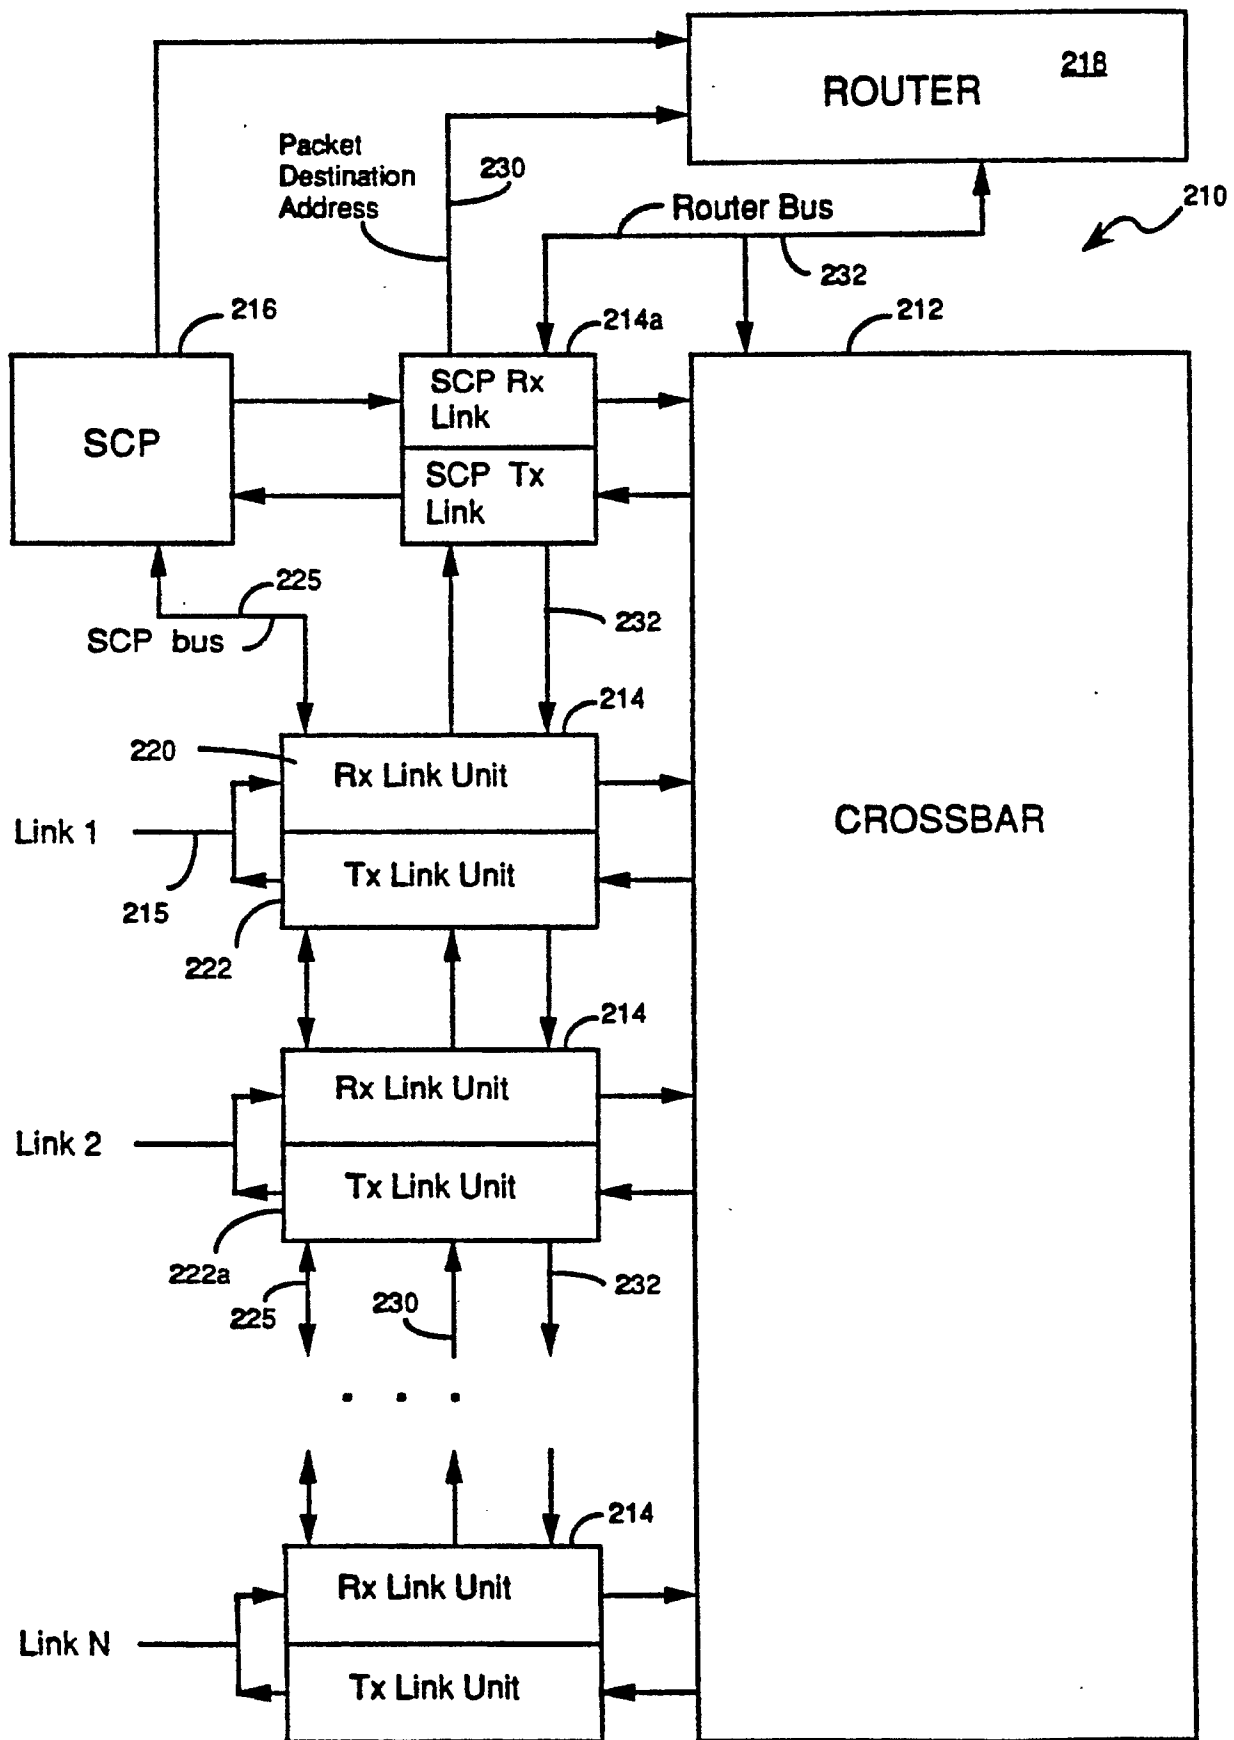 218
ROUTER
Packet
Destination
Address
230
Router Bus
210
232
216
214a
212
SCP
SCP Rx
Link
SCP Tx
Link
225
SCP bus
232
214
220
Rx Link Unit
CROSSBAR
Link 1
Tx Link Unit
215
222
214
Rx Link Unit
Link 2
Tx Link Unit
222a
225
230
232
. . .
214
Rx Link Unit
Link N
Tx Link Unit